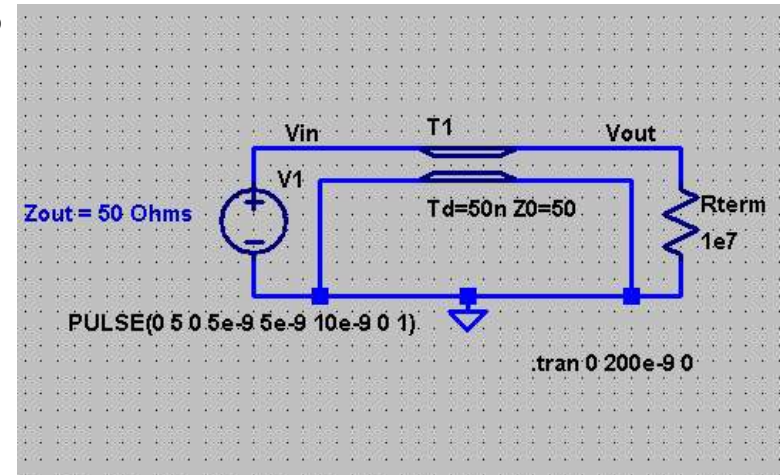 Vin
T1
Vout
V1
Zout = 50 Ohms
Td=50n Z0=50
Rterm
1e7
PULSE(0 5 0 5e-9 5e-9 10e-9 0 1)
.tran 0 200e-9 0